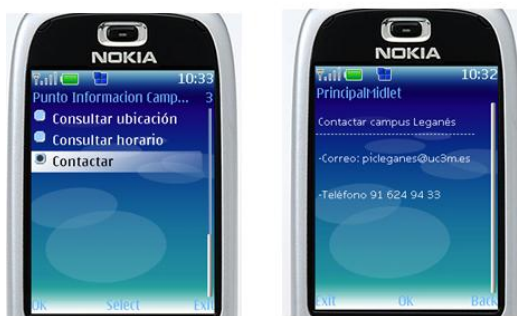 NOKIA
10:33
Punto Informacion Camp... 3
Consultar ubicación
Consultar horario
Contactar
Ok Select Exit
NOKIA
10:32
PrincipalMidlet
Contactar campus Leganés
-Correo: picleganes@uc3m.es
-Teléfono 91 624 94 33
Exit OK Back